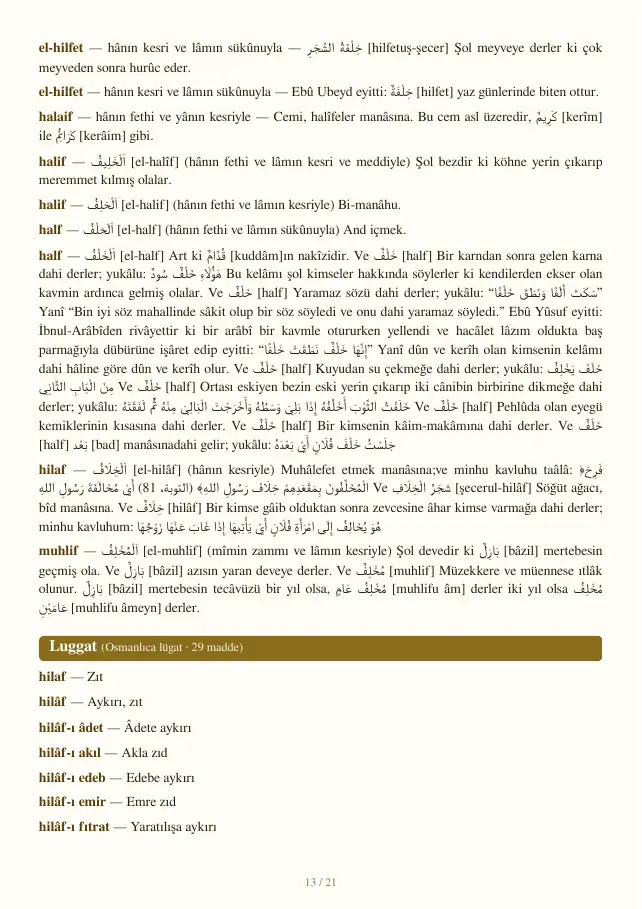 el-hilfet — hânın kesri ve lâmın sükûnuyla — خِلْفَةُ الشَّجَرِ [hilfetuş-şecer] Şol meyveye derler ki çok
meyveden sonra hurûc eder.
el-hilfet — hânın kesri ve lâmın sükûnuyla — Ebû Ubeyd eyitti: خِلْفَةٌ [hilfet] yaz günlerinde biten ottur.
halaif — hânın fethi ve yânın kesriyle — Cemi, halîfeler manâsına. Bu cem asl üzeredir, كَرِيمٌ [kerîm]
ile كَرَائِمُ [kerâim] gibi.
halif — اَلْخَلِيفُ [el-halîf] (hânın fethi ve lâmın kesri ve meddiyle) Şol bezdir ki köhne yerin çıkarıp
meremmet kılmış olalar.
halif — اَلْخَلِفُ [el-halif] (hânın fethi ve lâmın kesriyle) Bi-manâhu.
half — اَلْحَلْفُ [el-half] (hânın fethi ve lâmın sükûnuyla) And içmek.
half — اَلْخَلْفُ [el-half] Art ki قُدَّامٌ [kuddâm]ın nakîzidir. Ve خَلْفٌ [half] Bir karndan sonra gelen karna
dahi derler; yukâlu: هَؤُلَاءِ خَلْفُ سُوءٍ Bu kelâmı şol kimseler hakkında söylerler ki kendilerden ekser olan
kavmin ardınca gelmiş olalar. Ve خَلْفٌ [half] Yaramaz sözü dahi derler; yukâlu: “سَكَتَ أَلْفًا وَنَطَقَ خَلْفًا”
Yanî “Bin iyi söz mahallinde sâkit olup bir söz söyledi ve onu dahi yaramaz söyledi.” Ebû Yûsuf eyitti:
İbnul-Arâbîden rivâyettir ki bir arâbî bir kavmle otururken yellendi ve hacâlet lâzım oldukta baş
parmağıyla dübürüne işâret edip eyitti: “إِنَّهَا خَلْفٌ نَطَقَتْ خَلْفًا” Yanî dûn ve kerîh olan kimsenin kelâmı
dahi hâline göre dûn ve kerîh olur. Ve خَلْفٌ [half] Kuyudan su çekmeğe dahi derler; yukâlu: خَلَفَ يَخْلِفُ
مِنَ الْبَابِ الثَّانِي Ve خَلْفٌ [half] Ortası eskiyen bezin eski yerin çıkarıp iki cânibin birbirine dikmeğe dahi
derler; yukâlu: خَلَفْتُ الثَّوْبَ أَخْلُفُهُ إِذَا بَلِيَ وَسَطُهُ وَأَخْرَجْتَ الْبَالِيَ مِنْهُ ثُمَّ لَفَقْتَهُ Ve خَلْفٌ [half] Pehlûda olan eyegü
kemiklerinin kısasına dahi derler. Ve خَلْفٌ [half] Bir kimsenin kâim-makâmına dahi derler. Ve خَلْفٌ
[half] بَعْد [bad] manâsınadahi gelir; yukâlu: جَلَسْتُ خَلْفَ فُلَانٍ أَيْ بَعْدَهُ
hilaf — اَلْخِلَافُ [el-hilâf] (hânın kesriyle) Muhâlefet etmek manâsına;ve minhu kavluhu taâlâ: ﴿فَرِحَ
الْمُخَلَّفُونَ بِمَقْعَدِهِمْ خِلَافَ رَسُولِ اللهِ﴾ (التوبة، 81) أَيْ مُخَالَفَةَ رَسُولِ اللهِ Ve شَجَرُ الْخِلَافِ [şecerul-hilâf] Söğüt ağacı,
bîd manâsına. Ve خِلَافٌ [hilâf] Bir kimse gâib olduktan sonra zevcesine âhar kimse varmağa dahi derler;
minhu kavluhum: هُوَ يُخَالِفُ إِلَى امْرَأَةِ فُلَانٍ أَيْ يَأْتِيهَا إِذَا غَابَ عَنْهَا زَوْجُهَا
muhlif — اَلْمُخْلِفُ [el-muhlif] (mîmin zammı ve lâmın kesriyle) Şol devedir ki بَازِلٌ [bâzil] mertebesin
geçmiş ola. Ve بَازِلٌ [bâzil] azısın yaran deveye derler. Ve مُخْلِفٌ [muhlif] Müzekkere ve müennese ıtlâk
olunur. بَازِلٌ [bâzil] mertebesin tecâvüzü bir yıl olsa, مُخْلِفُ عَامٍ [muhlifu âm] derler iki yıl olsa مُخْلِفُ
عَامَيْنِ [muhlifu âmeyn] derler.
Luggat (Osmanlıca lügat · 29 madde)
hilaf — Zıt
hilâf — Aykırı, zıt
hilâf-ı âdet — Âdete aykırı
hilâf-ı akıl — Akla zıd
hilâf-ı edeb — Edebe aykırı
hilâf-ı emir — Emre zıd
hilâf-ı fıtrat — Yaratılışa aykırı
13 / 21